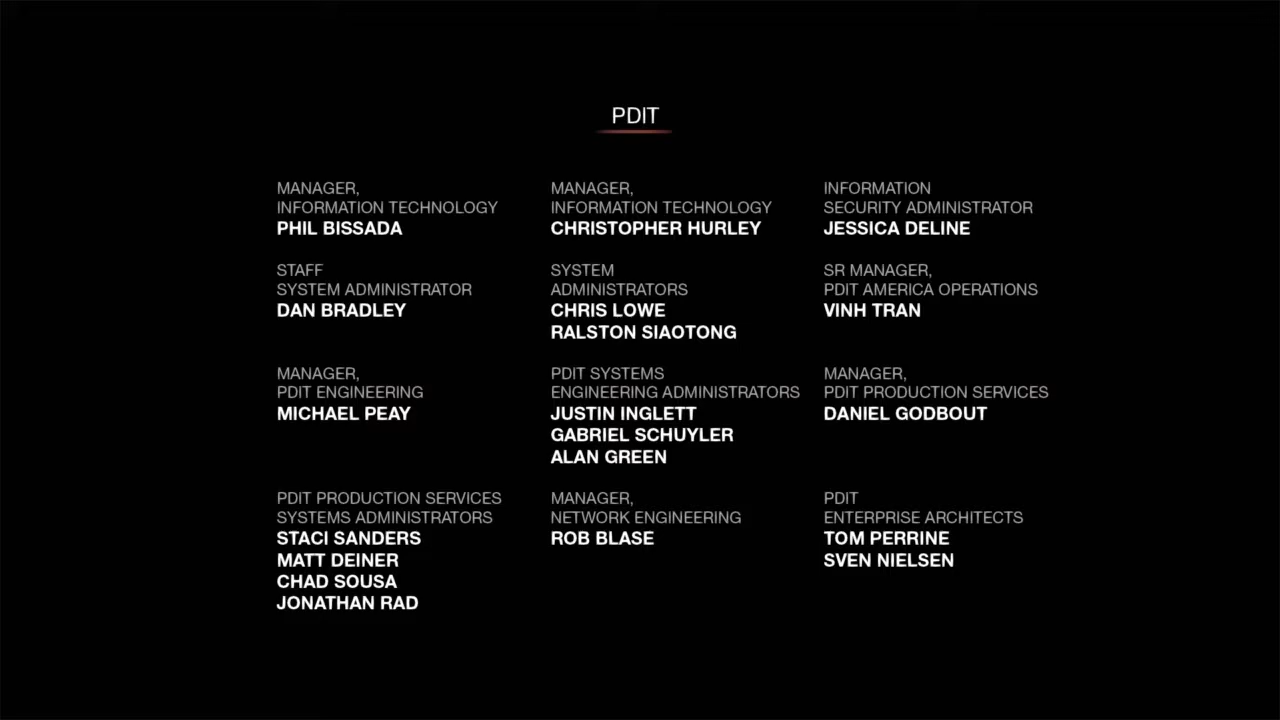 PDIT
MANAGER,
INFORMATION TECHNOLOGY
PHIL BISSADA
MANAGER,
INFORMATION TECHNOLOGY
CHRISTOPHER HURLEY
INFORMATION
SECURITY ADMINISTRATOR
JESSICA DELINE
STAFF
SYSTEM ADMINISTRATOR
DAN BRADLEY
SYSTEM
ADMINISTRATORS
CHRIS LOWE
RALSTON SIAOTONG
SR MANAGER,
PDIT AMERICA OPERATIONS
VINH TRAN
MANAGER,
PDIT ENGINEERING
MICHAEL PEAY
PDIT SYSTEMS
ENGINEERING ADMINISTRATORS
JUSTIN INGLETT
GABRIEL SCHUYLER
ALAN GREEN
MANAGER,
PDIT PRODUCTION SERVICES
DANIEL GODBOUT
PDIT PRODUCTION SERVICES
SYSTEMS ADMINISTRATORS
STACI SANDERS
MATT DEINER
CHAD SOUSA
JONATHAN RAD
MANAGER,
NETWORK ENGINEERING
ROB BLASE
PDIT
ENTERPRISE ARCHITECTS
TOM PERRINE
SVEN NIELSEN